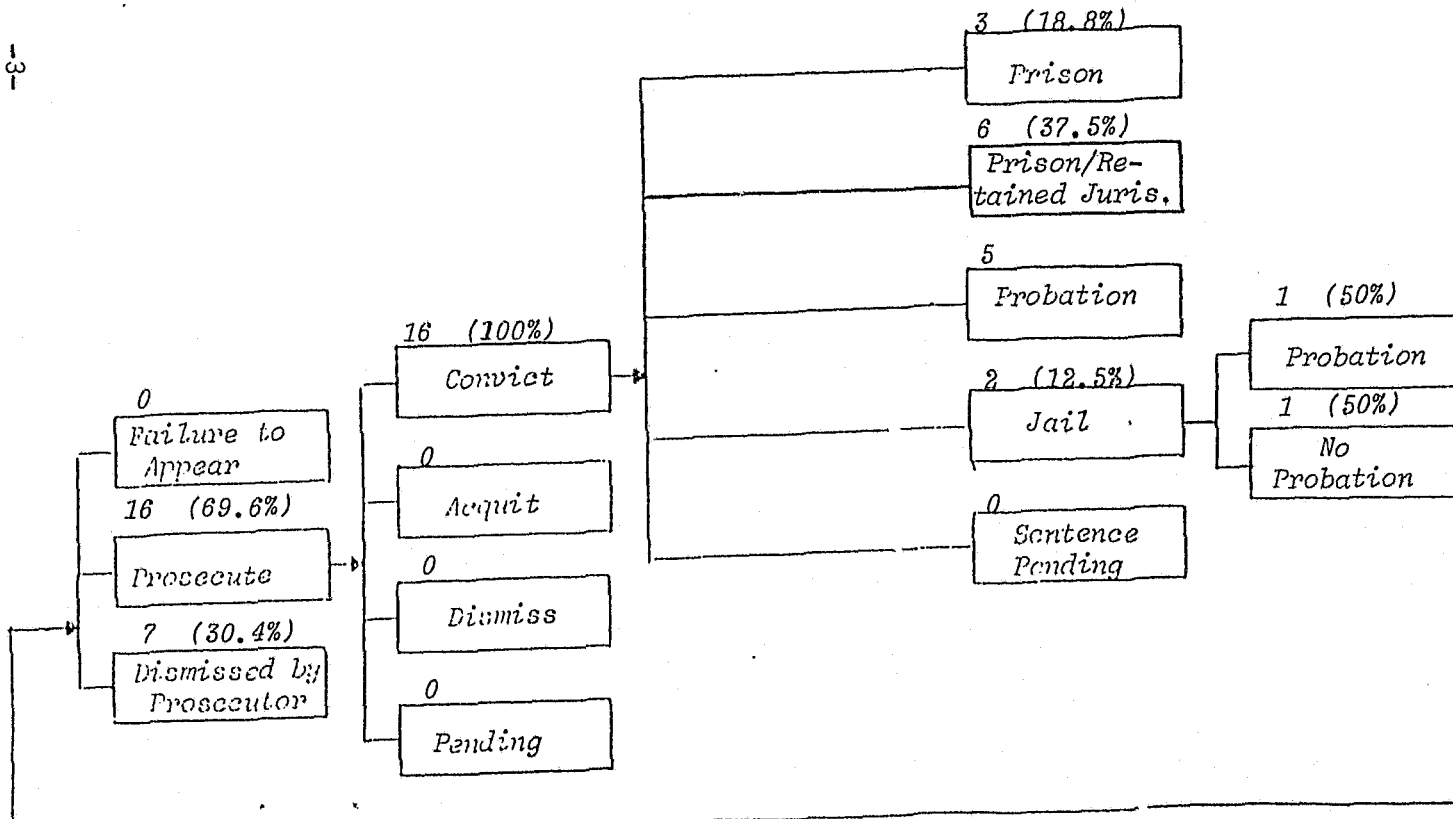 -3-
0
Failure to
Appear
16 (69.6%)
Prosecute
7 (30.4%)
Dismissed by
Prosecutor
16 (100%)
Convict
0
Acquit
0
Dismiss
0
Pending
3 (18.8%)
Prison
6 (37.5%)
Prison/Re-
tained Juris.
5
Probation
2 (12.5%)
Jail
0
Sentence
Pending
1 (50%)
Probation
1 (50%)
No
Probation